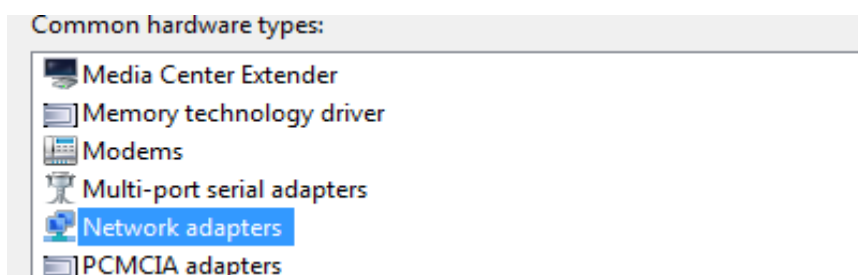 Common hardware types:
Media Center Extender
Memory technology driver
Modems
Multi-port serial adapters
Network adapters
PCMCIA adapters